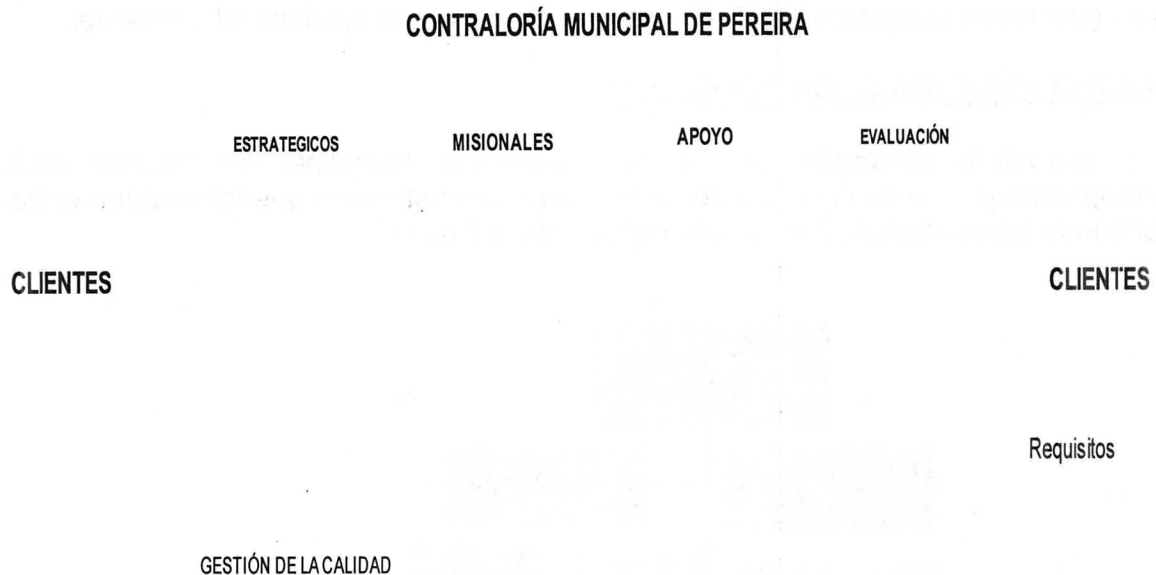 CONTRALORÍA MUNICIPAL DE PEREIRA
ESTRATEGICOS MISIONALES APOYO EVALUACIÓN
CLIENTES CLIENTES
Requisitos
GESTIÓN DE LA CALIDAD